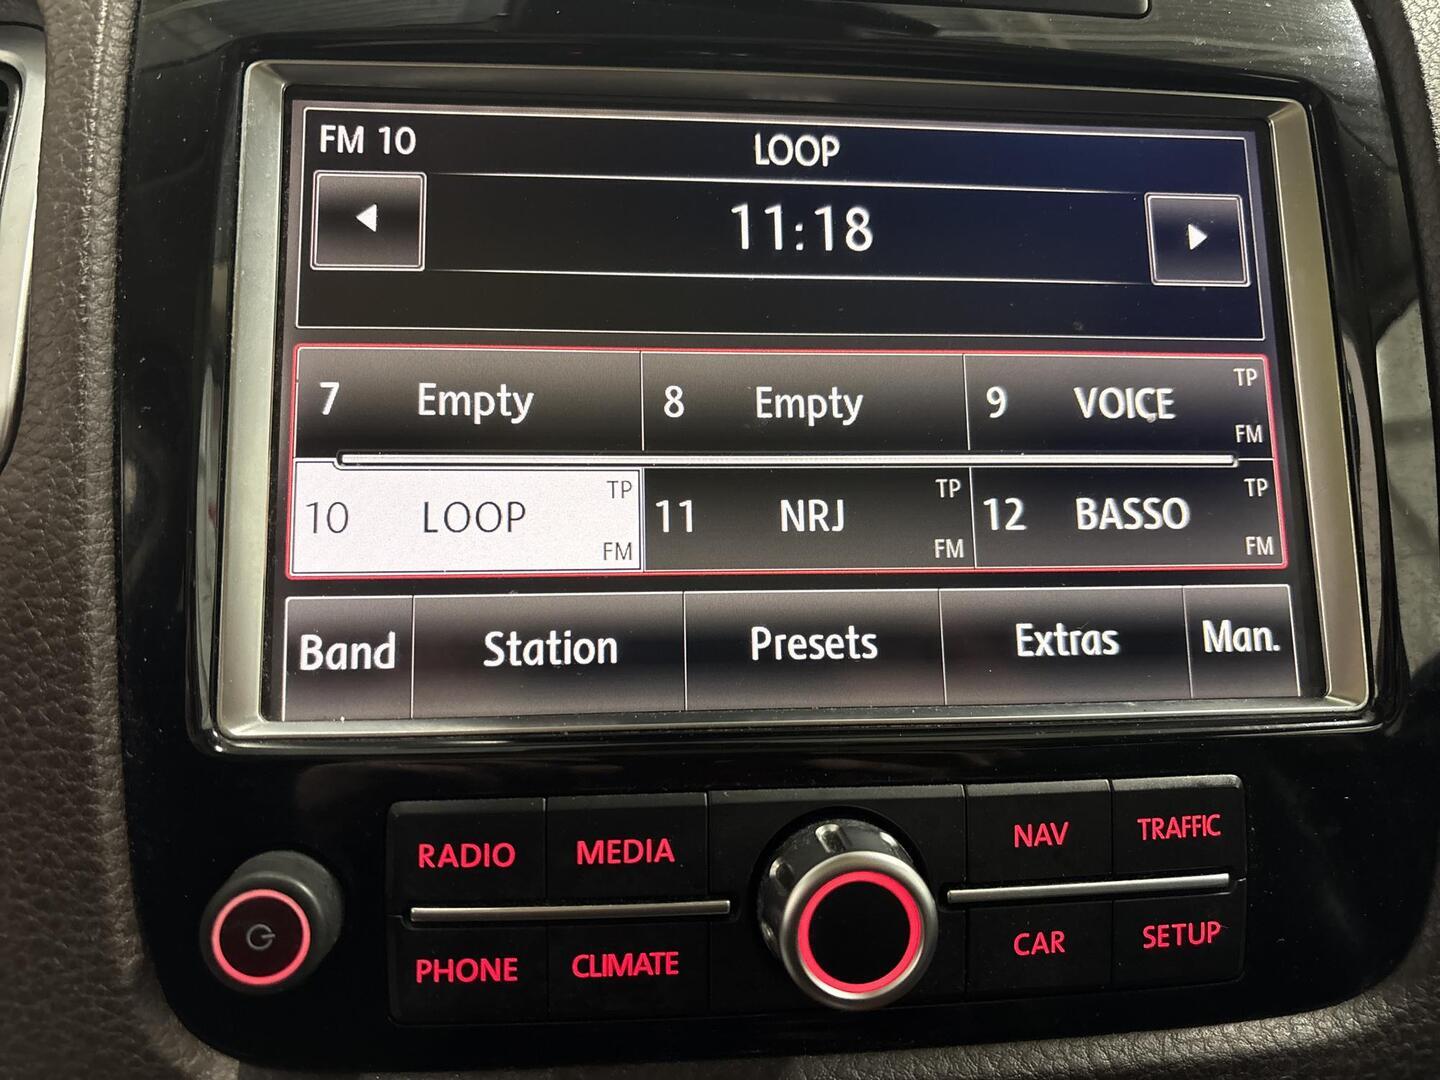 FM 10
LOOP
11:18
7 Empty
8 Empty
9 VOICE TP FM
10 LOOP TP FM
11 NRJ TP FM
12 BASSO TP FM
Band Station Presets Extras Man.
RADIO MEDIA NAV TRAFFIC
PHONE CLIMATE CAR SETUP